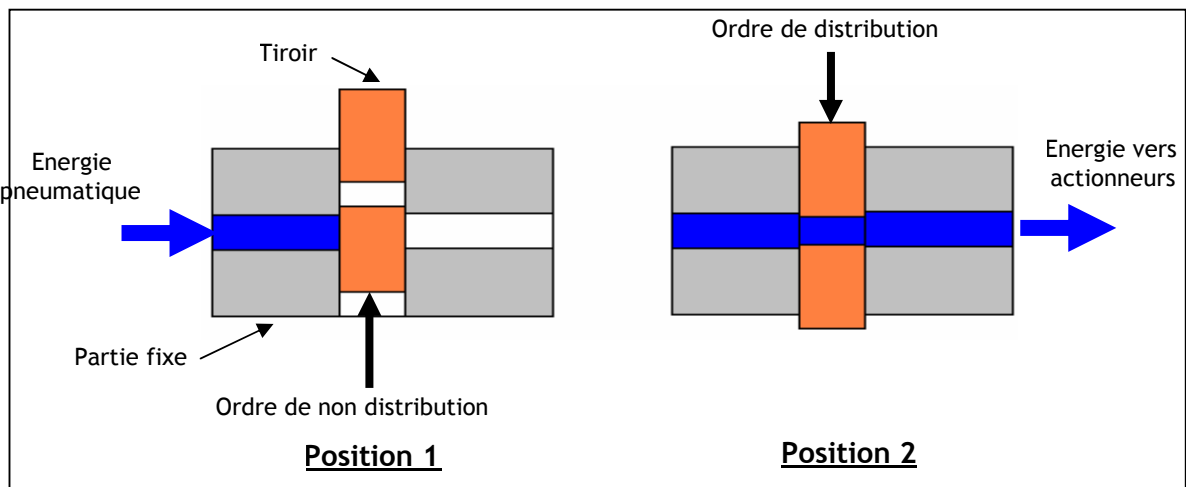 Tiroir
Energie
pneumatique
Partie fixe
Ordre de non distribution
Position 1
Ordre de distribution
Energie vers
actionneurs
Position 2